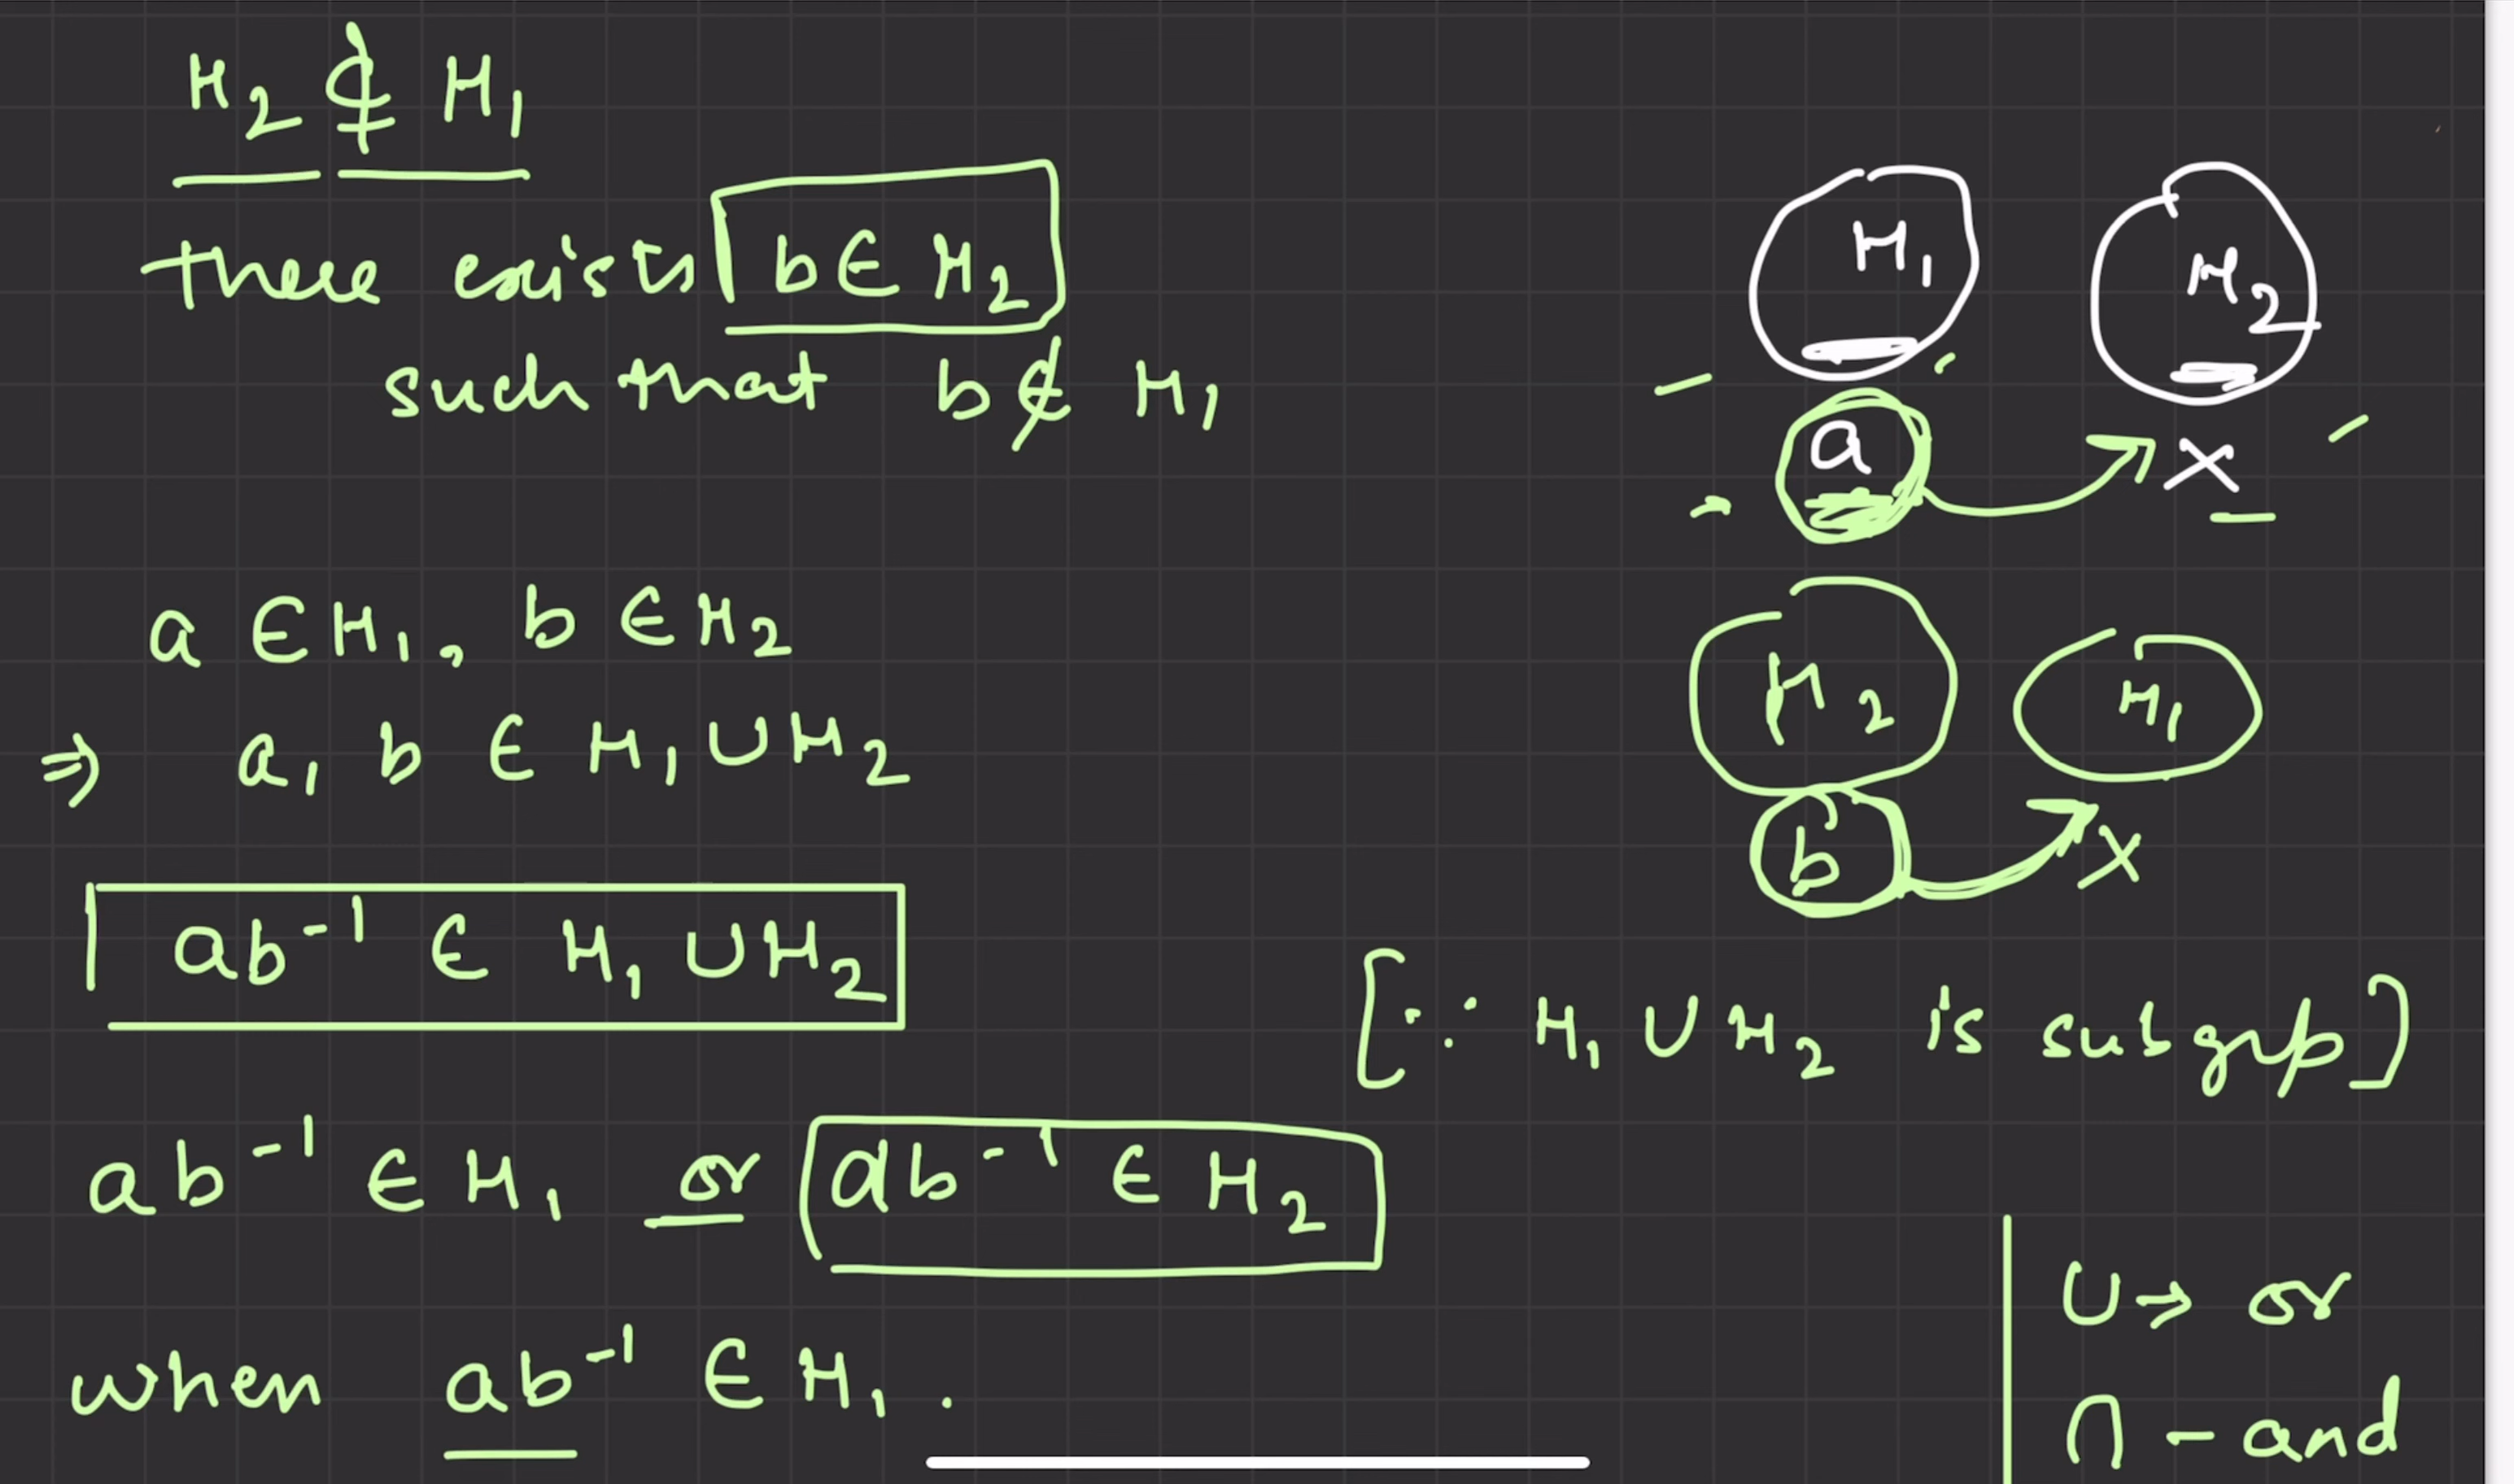 H₂ ⊈ H₁
there exists b ∈ H₂
such that b ∉ H₁
H₁ H₂
a x
a ∈ H₁, b ∈ H₂
⇒ a, b ∈ H₁ ∪ H₂
H₂ H₁
b x
ab⁻¹ ∈ H₁ ∪ H₂
[∵ H₁ ∪ H₂ is subgrp]
ab⁻¹ ∈ H₁ or ab⁻¹ ∈ H₂
when ab⁻¹ ∈ H₁.
∪ ⇒ or
∩ - and